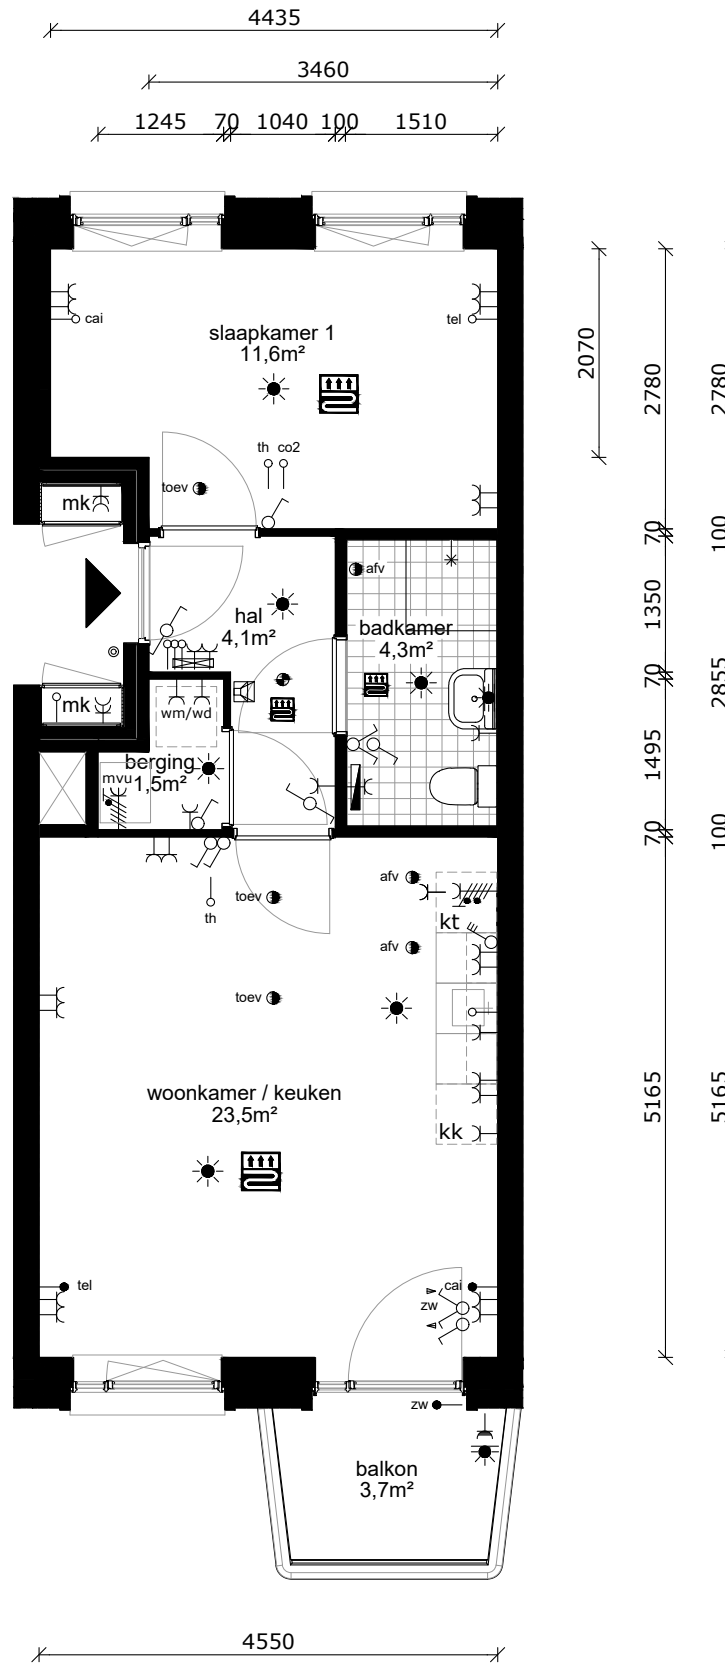 4435
3460
1245 70 1040 100 1510
cai
tel
slaapkamer 1
11,6m²
2070
2780
2780
th co2
toev
mk
70
100
afv
hal
4,1m²
badkamer
4,3m²
1350
70
2855
mk
wm/wd
berging
1,5m²
mvu
1495
70
100
afv
toev
th
kt
afv
toev
woonkamer / keuken
23,5m²
kk
5165
5165
tel
cai
zw
zw
balkon
3,7m²
4550